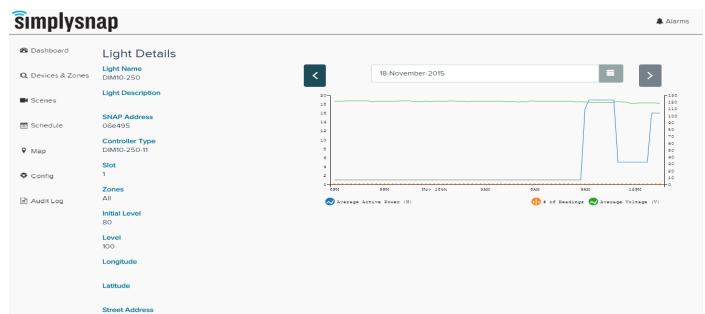 simplysnap
Alarms
Dashboard
Devices & Zones
Scenes
Schedule
Map
Config
Audit Log
Light Details
Light Name
DIM10-250
Light Description
SNAP Address
06e495
Controller Type
DIM10-250-11
Slot
1
Zones
All
Initial Level
80
Level
100
Longitude
Latitude
Street Address
18-November-2015
Average Active Power (W)
# of Readings
Average Voltage (V)